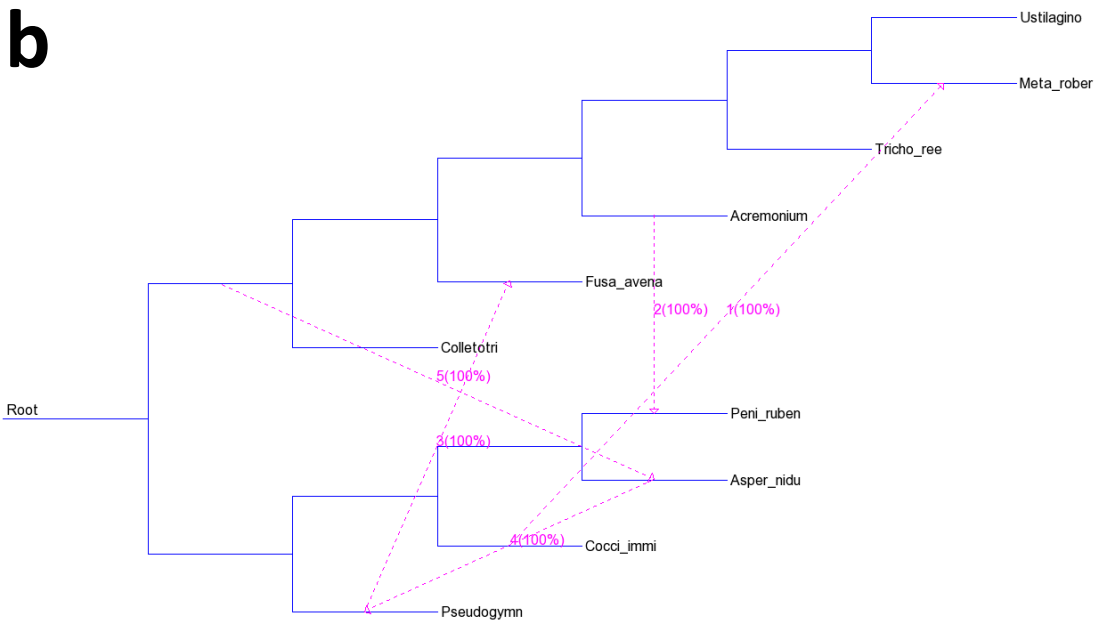 b
Ustilagino
Meta_rober
Tricho_ree
Acremonium
Fusa_avena
2(100%)
1(100%)
Colletotri
5(100%)
Root
Peni_ruben
3(100%)
Asper_nidu
4(100%)
Cocci_immi
Pseudogymn